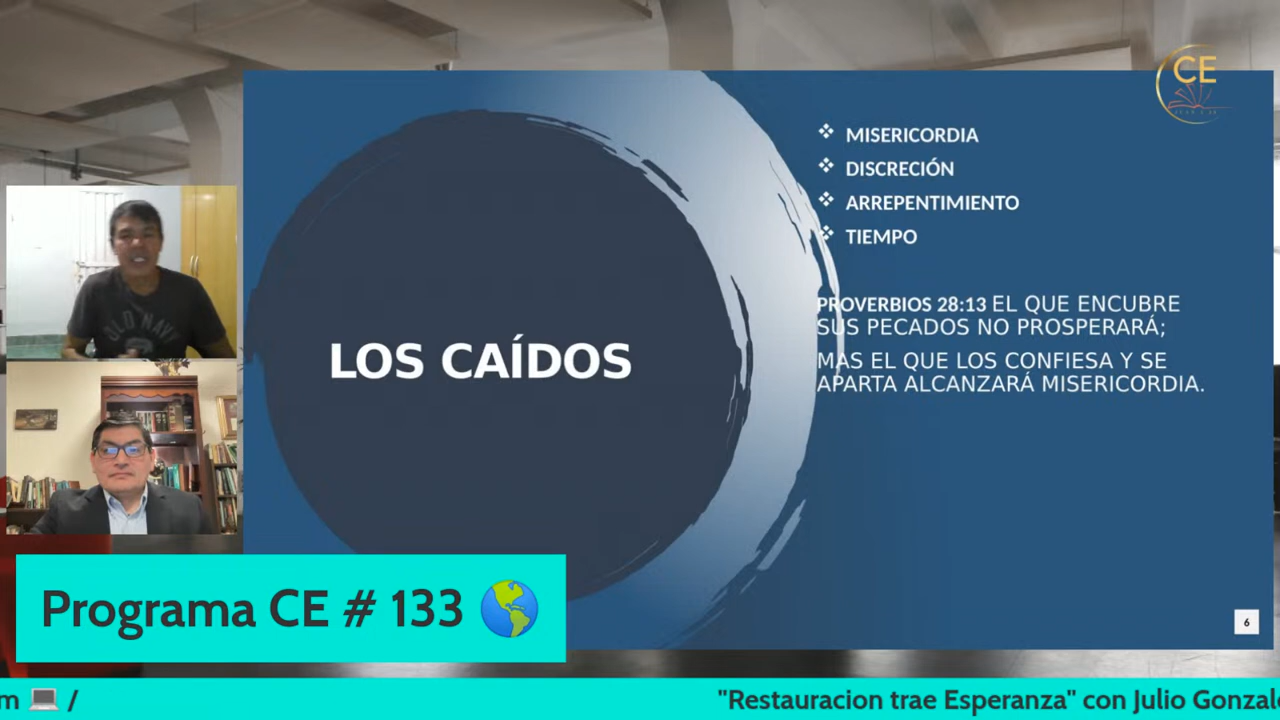 CE
MISERICORDIA
DISCRECIÓN
ARREPENTIMIENTO
TIEMPO
PROVERBIOS 28:13 EL QUE ENCUBRE
SUS PECADOS NO PROSPERARÁ;
MAS EL QUE LOS CONFIESA Y SE
APARTA ALCANZARÁ MISERICORDIA.
LOS CAÍDOS
OLD NAVY
6
Programa CE # 133
m 💻 /
"Restauracion trae Esperanza" con Julio Gonzal